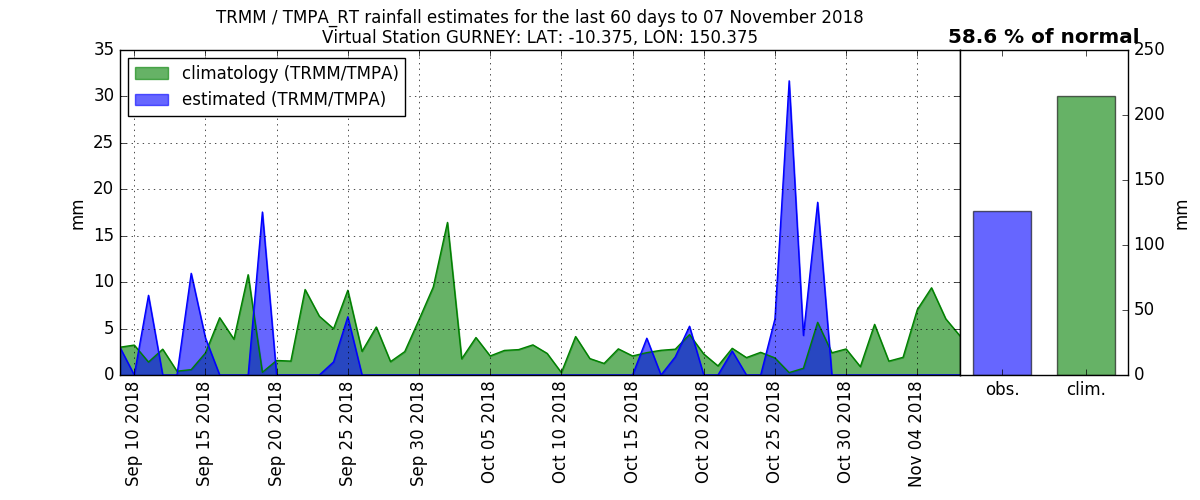 TRMM / TMPA_RT rainfall estimates for the last 60 days to 07 November 2018
Virtual Station GURNEY: LAT: -10.375, LON: 150.375
58.6 % of normal
climatology (TRMM/TMPA)
estimated (TRMM/TMPA)
mm
35
30
25
20
15
10
5
0
Sep 10 2018
Sep 15 2018
Sep 20 2018
Sep 25 2018
Sep 30 2018
Oct 05 2018
Oct 10 2018
Oct 15 2018
Oct 20 2018
Oct 25 2018
Oct 30 2018
Nov 04 2018
obs.
clim.
250
200
150
100
50
0
mm